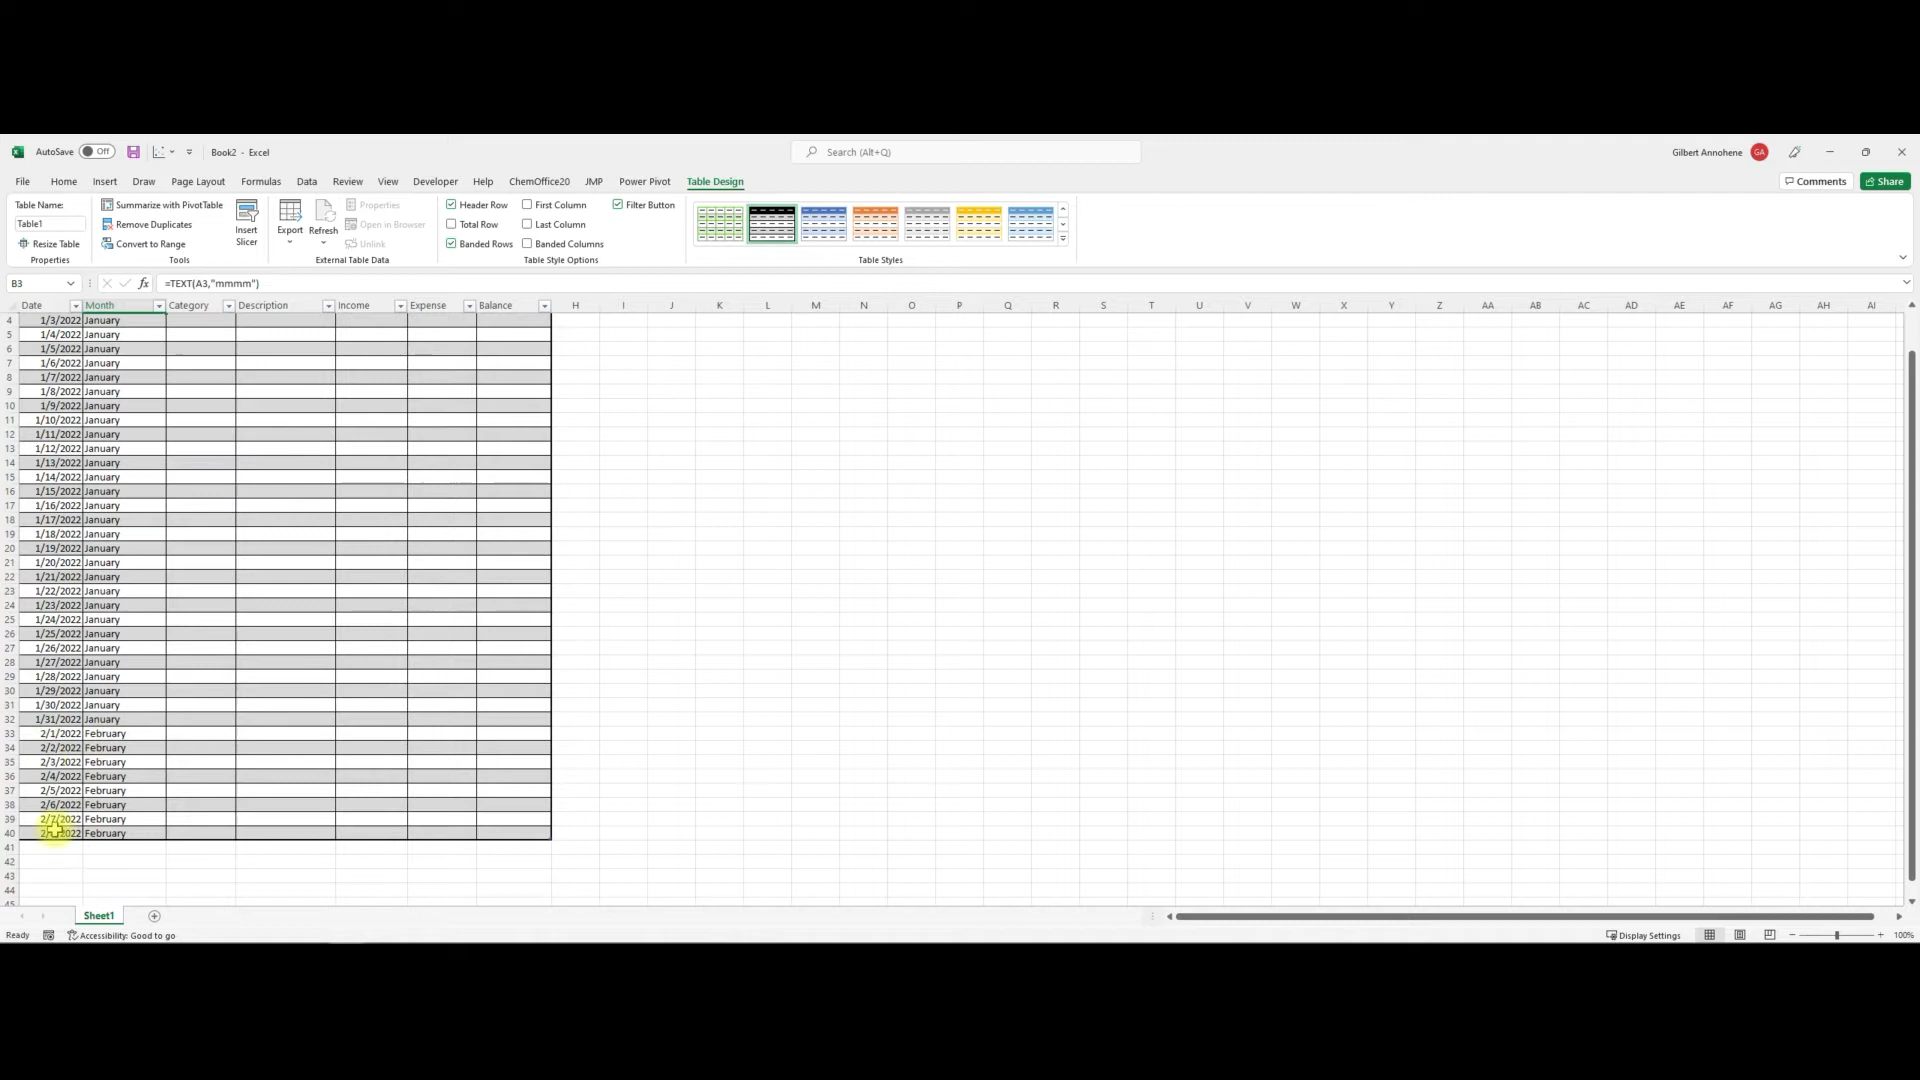 AutoSave Off Book2 - Excel Search (Alt+Q) Gilbert Annohene GA
File Home Insert Draw Page Layout Formulas Data Review View Developer Help ChemOffice20 JMP Power Pivot Table Design Comments Share
Table Name:
Table1
Resize Table
Properties
Summarize with PivotTable
Remove Duplicates
Convert to Range
Tools
Insert
Slicer
Export
Refresh
Properties
Open in Browser
Unlink
External Table Data
Header Row First Column Filter Button
Total Row Last Column
Banded Rows Banded Columns
Table Style Options
Table Styles
B3 fx =TEXT(A3,"mmmm")
Date Month Category Description Income Expense Balance H I J K L M N O P Q R S T U V W X Y Z AA AB AC AD AE AF AG AH AI
4 1/3/2022 January
5 1/4/2022 January
6 1/5/2022 January
7 1/6/2022 January
8 1/7/2022 January
9 1/8/2022 January
10 1/9/2022 January
11 1/10/2022 January
12 1/11/2022 January
13 1/12/2022 January
14 1/13/2022 January
15 1/14/2022 January
16 1/15/2022 January
17 1/16/2022 January
18 1/17/2022 January
19 1/18/2022 January
20 1/19/2022 January
21 1/20/2022 January
22 1/21/2022 January
23 1/22/2022 January
24 1/23/2022 January
25 1/24/2022 January
26 1/25/2022 January
27 1/26/2022 January
28 1/27/2022 January
29 1/28/2022 January
30 1/29/2022 January
31 1/30/2022 January
32 1/31/2022 January
33 2/1/2022 February
34 2/2/2022 February
35 2/3/2022 February
36 2/4/2022 February
37 2/5/2022 February
38 2/6/2022 February
39 2/7/2022 February
40 February
41
42
43
44
45
Sheet1
Ready Accessibility: Good to go Display Settings 100%